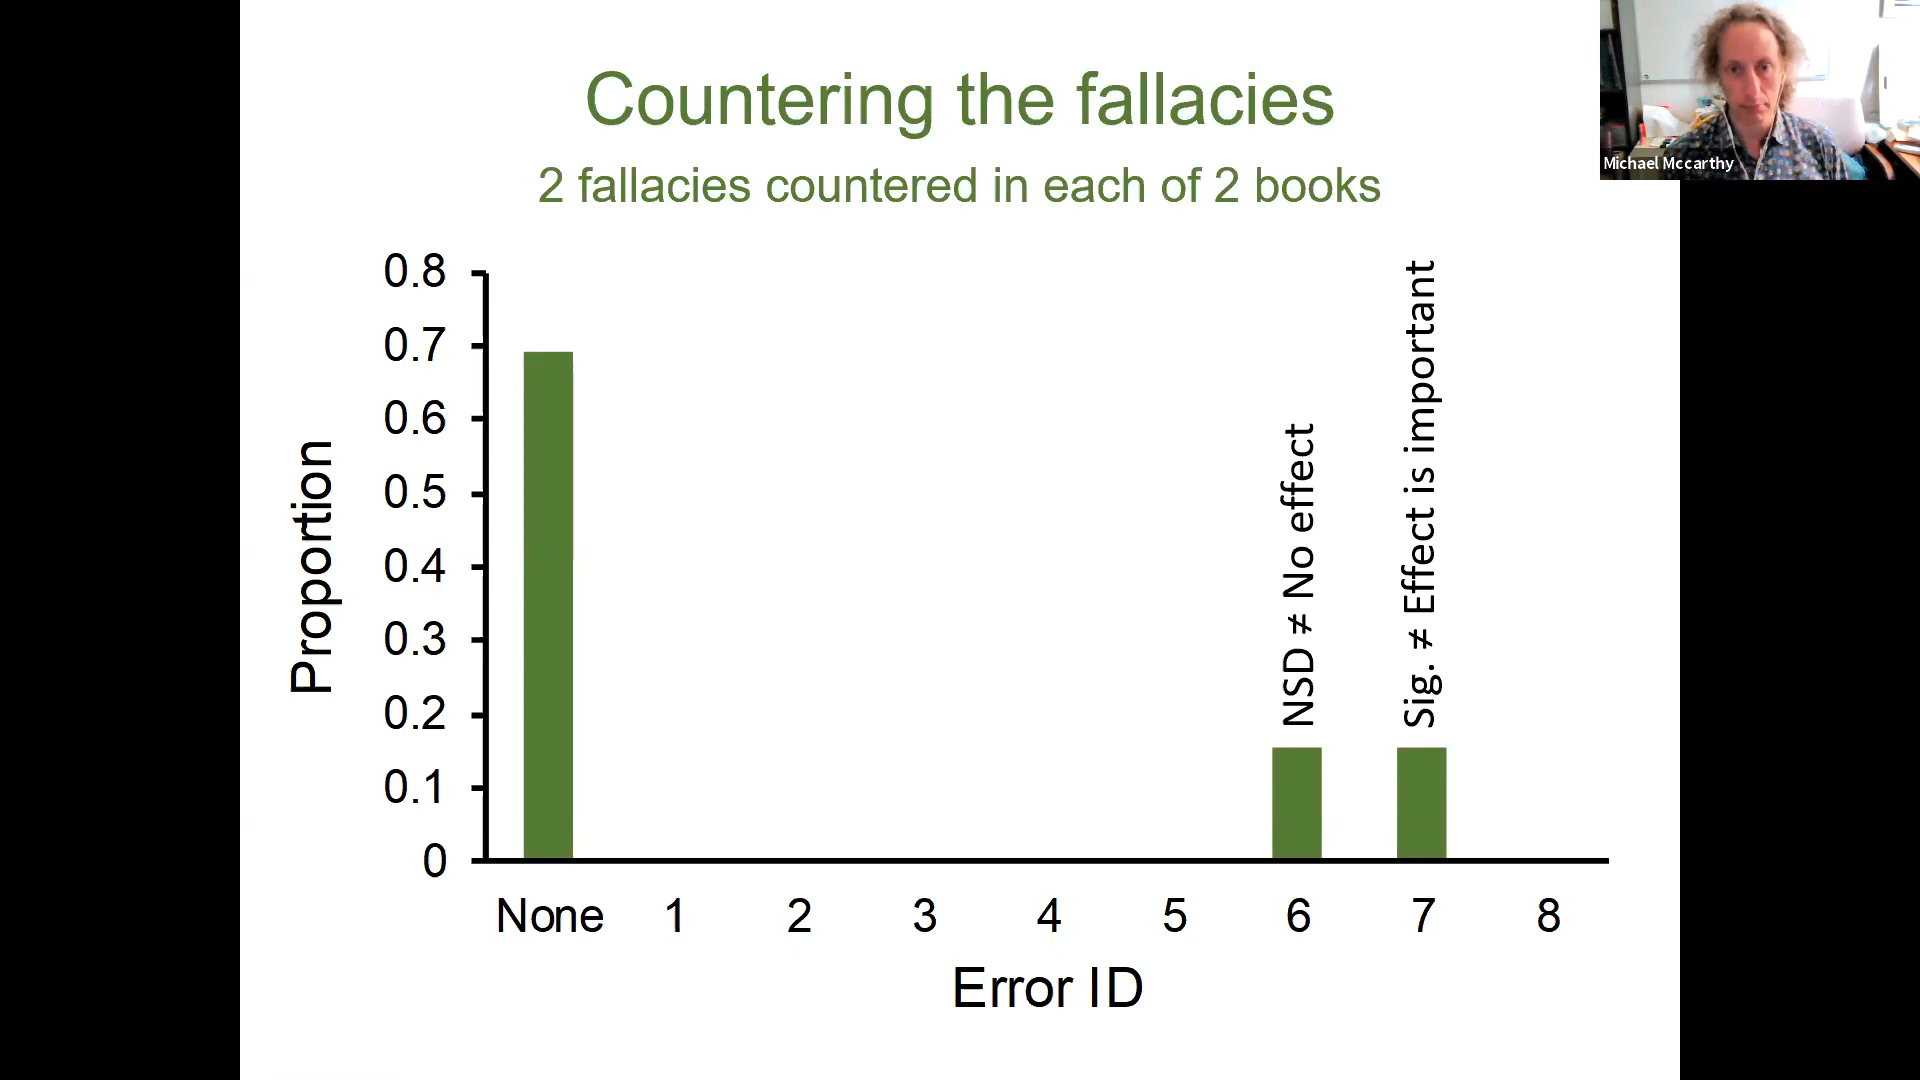 Countering the fallacies
2 fallacies countered in each of 2 books
Michael Mccarthy
Proportion
0.8
0.7
0.6
0.5
0.4
0.3
0.2
0.1
0
NSD ≠ No effect
Sig. ≠ Effect is important
None 1 2 3 4 5 6 7 8
Error ID